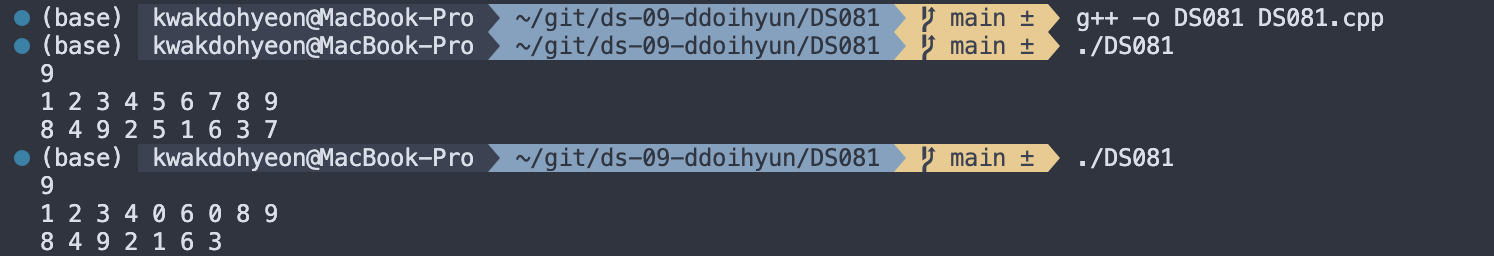 (base) kwakdohyeon@MacBook-Pro ~/git/ds-09-ddoihyun/DS081 main ± g++ -o DS081 DS081.cpp
(base) kwakdohyeon@MacBook-Pro ~/git/ds-09-ddoihyun/DS081 main ± ./DS081
9
1 2 3 4 5 6 7 8 9
8 4 9 2 5 1 6 3 7
(base) kwakdohyeon@MacBook-Pro ~/git/ds-09-ddoihyun/DS081 main ± ./DS081
9
1 2 3 4 0 6 0 8 9
8 4 9 2 1 6 3